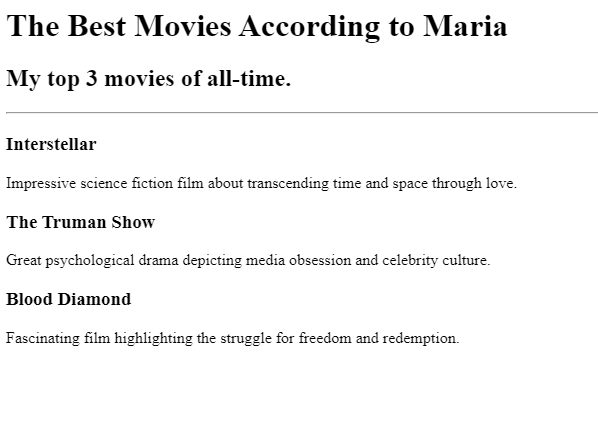 The Best Movies According to Maria
My top 3 movies of all-time.
Interstellar
Impressive science fiction film about transcending time and space through love.
The Truman Show
Great psychological drama depicting media obsession and celebrity culture.
Blood Diamond
Fascinating film highlighting the struggle for freedom and redemption.